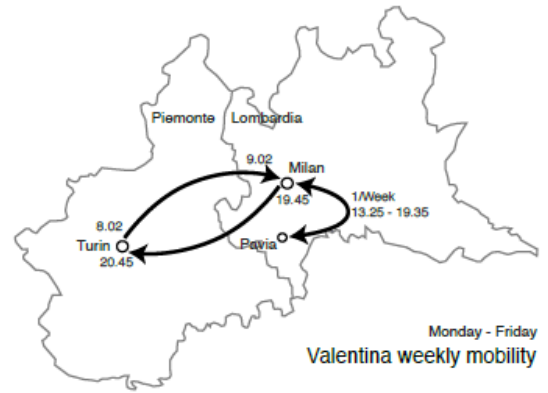 Piemonte
Lombardia
9.02
Milan
8.02
19.45
1/Week
13.25 - 19.35
Turin
Pavia
20.45
Monday - Friday
Valentina weekly mobility